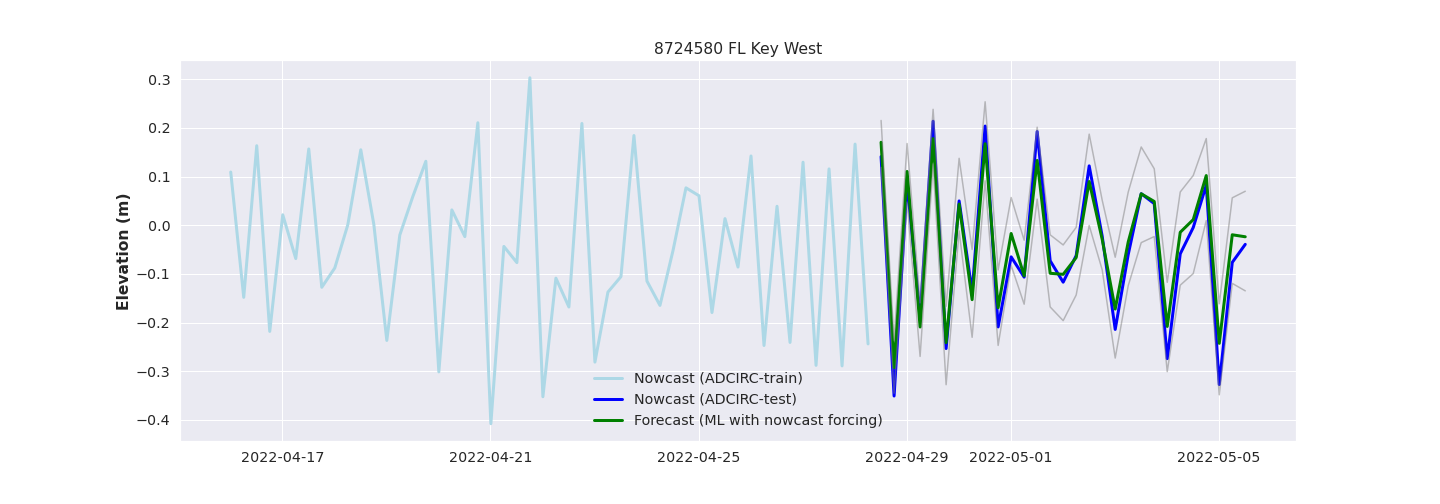 8724580 FL Key West
Elevation (m)
0.3
0.2
0.1
0.0
−0.1
−0.2
−0.3
−0.4
Nowcast (ADCIRC-train)
Nowcast (ADCIRC-test)
Forecast (ML with nowcast forcing)
2022-04-17 2022-04-21 2022-04-25 2022-04-29 2022-05-01 2022-05-05